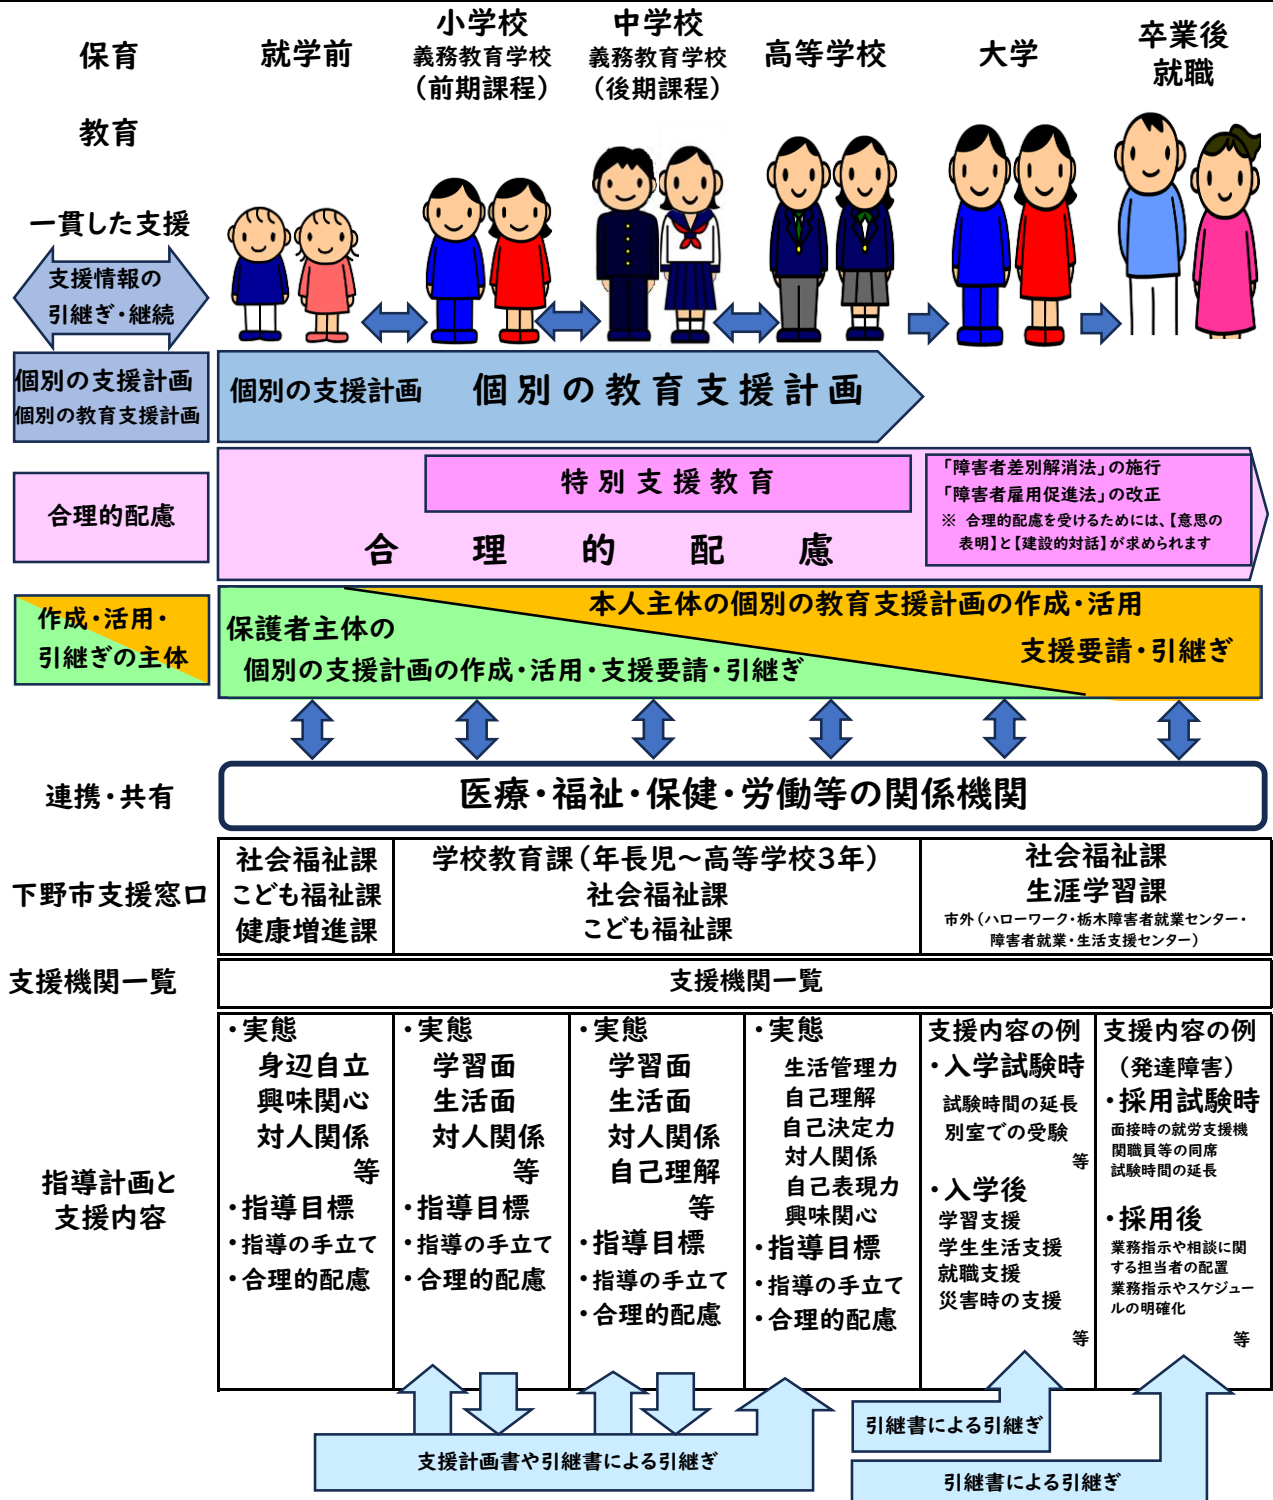 保育
教育
就学前
小学校
義務教育学校
(前期課程)
中学校
義務教育学校
(後期課程)
高等学校
大学
卒業後
就職
一貫した支援
支援情報の
引継ぎ・継続
個別の支援計画
個別の教育支援計画
個別の支援計画 個別の教育支援計画
合理的配慮
特別支援教育
合理的配慮
「障害者差別解消法」の施行
「障害者雇用促進法」の改正
※ 合理的配慮を受けるためには、【意思の
表明】と【建設的対話】が求められます
作成・活用・
引継ぎの主体
本人主体の個別の教育支援計画の作成・活用
支援要請・引継ぎ
保護者主体の
個別の支援計画の作成・活用・支援要請・引継ぎ
連携・共有
医療・福祉・保健・労働等の関係機関
下野市支援窓口
社会福祉課
こども福祉課
健康増進課
学校教育課(年長児~高等学校3年)
社会福祉課
こども福祉課
社会福祉課
生涯学習課
市外(ハローワーク・栃木障害者就業センター・
障害者就業・生活支援センター)
支援機関一覧
支援機関一覧
指導計画と
支援内容
・実態
身辺自立
興味関心
対人関係
等
・指導目標
・指導の手立て
・合理的配慮
・実態
学習面
生活面
対人関係
等
・指導目標
・指導の手立て
・合理的配慮
・実態
学習面
生活面
対人関係
自己理解
等
・指導目標
・指導の手立て
・合理的配慮
・実態
生活管理力
自己理解
自己決定力
対人関係
自己表現力
興味関心
・指導目標
・指導の手立て
・合理的配慮
支援内容の例
・入学試験時
試験時間の延長
別室での受験
等
・入学後
学習支援
学生生活支援
就職支援
災害時の支援
等
支援内容の例
(発達障害)
・採用試験時
面接時の就労支援機
関職員等の同席
試験時間の延長
・採用後
業務指示や相談に関
する担当者の配置
業務指示やスケジュー
ルの明確化
等
支援計画書や引継書による引継ぎ
引継書による引継ぎ
引継書による引継ぎ